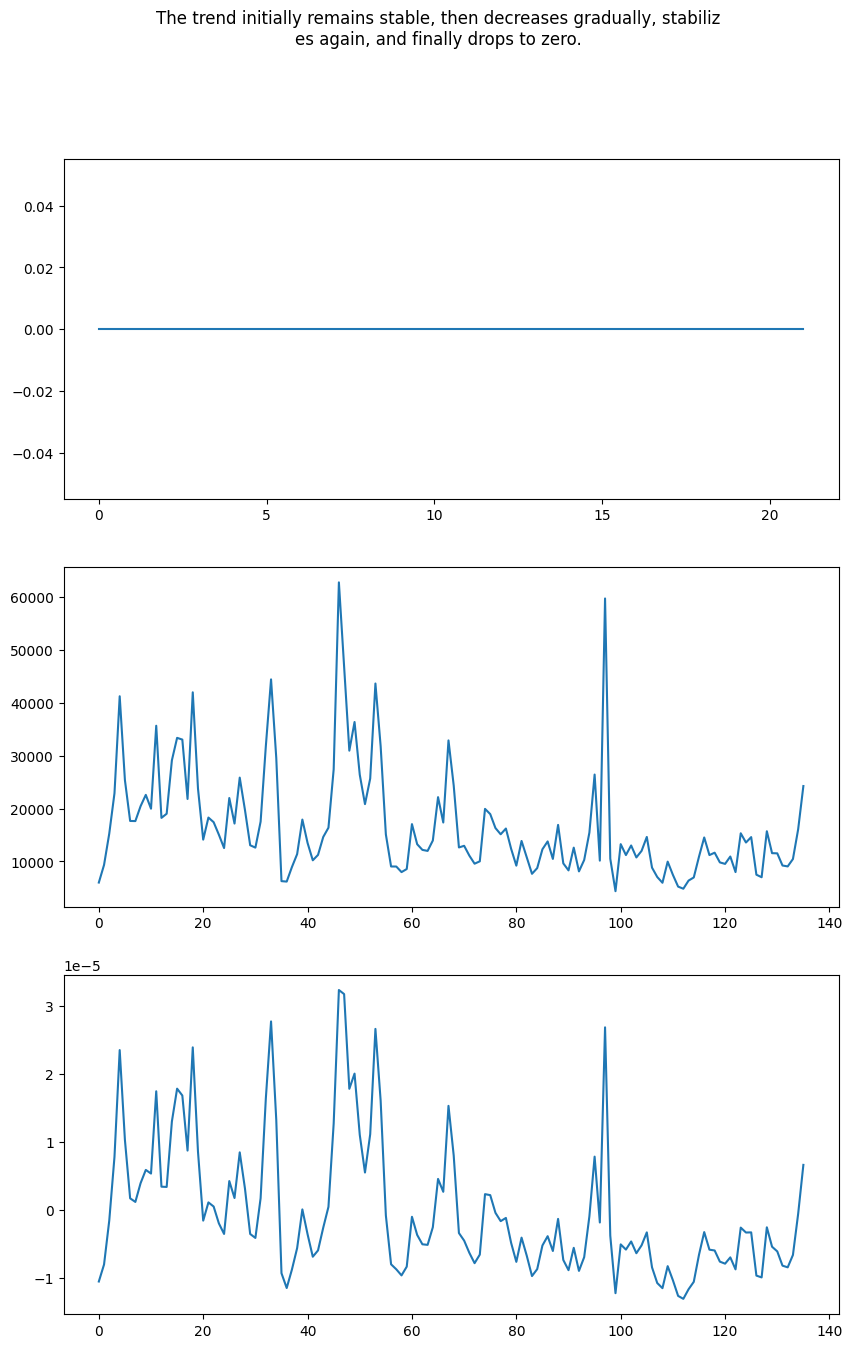 The trend initially remains stable, then decreases gradually, stabiliz
es again, and finally drops to zero.
0.04
0.02
0.00
−0.02
−0.04
0 5 10 15 20
60000
50000
40000
30000
20000
10000
0 20 40 60 80 100 120 140
1e−5
3
2
1
0
−1
0 20 40 60 80 100 120 140